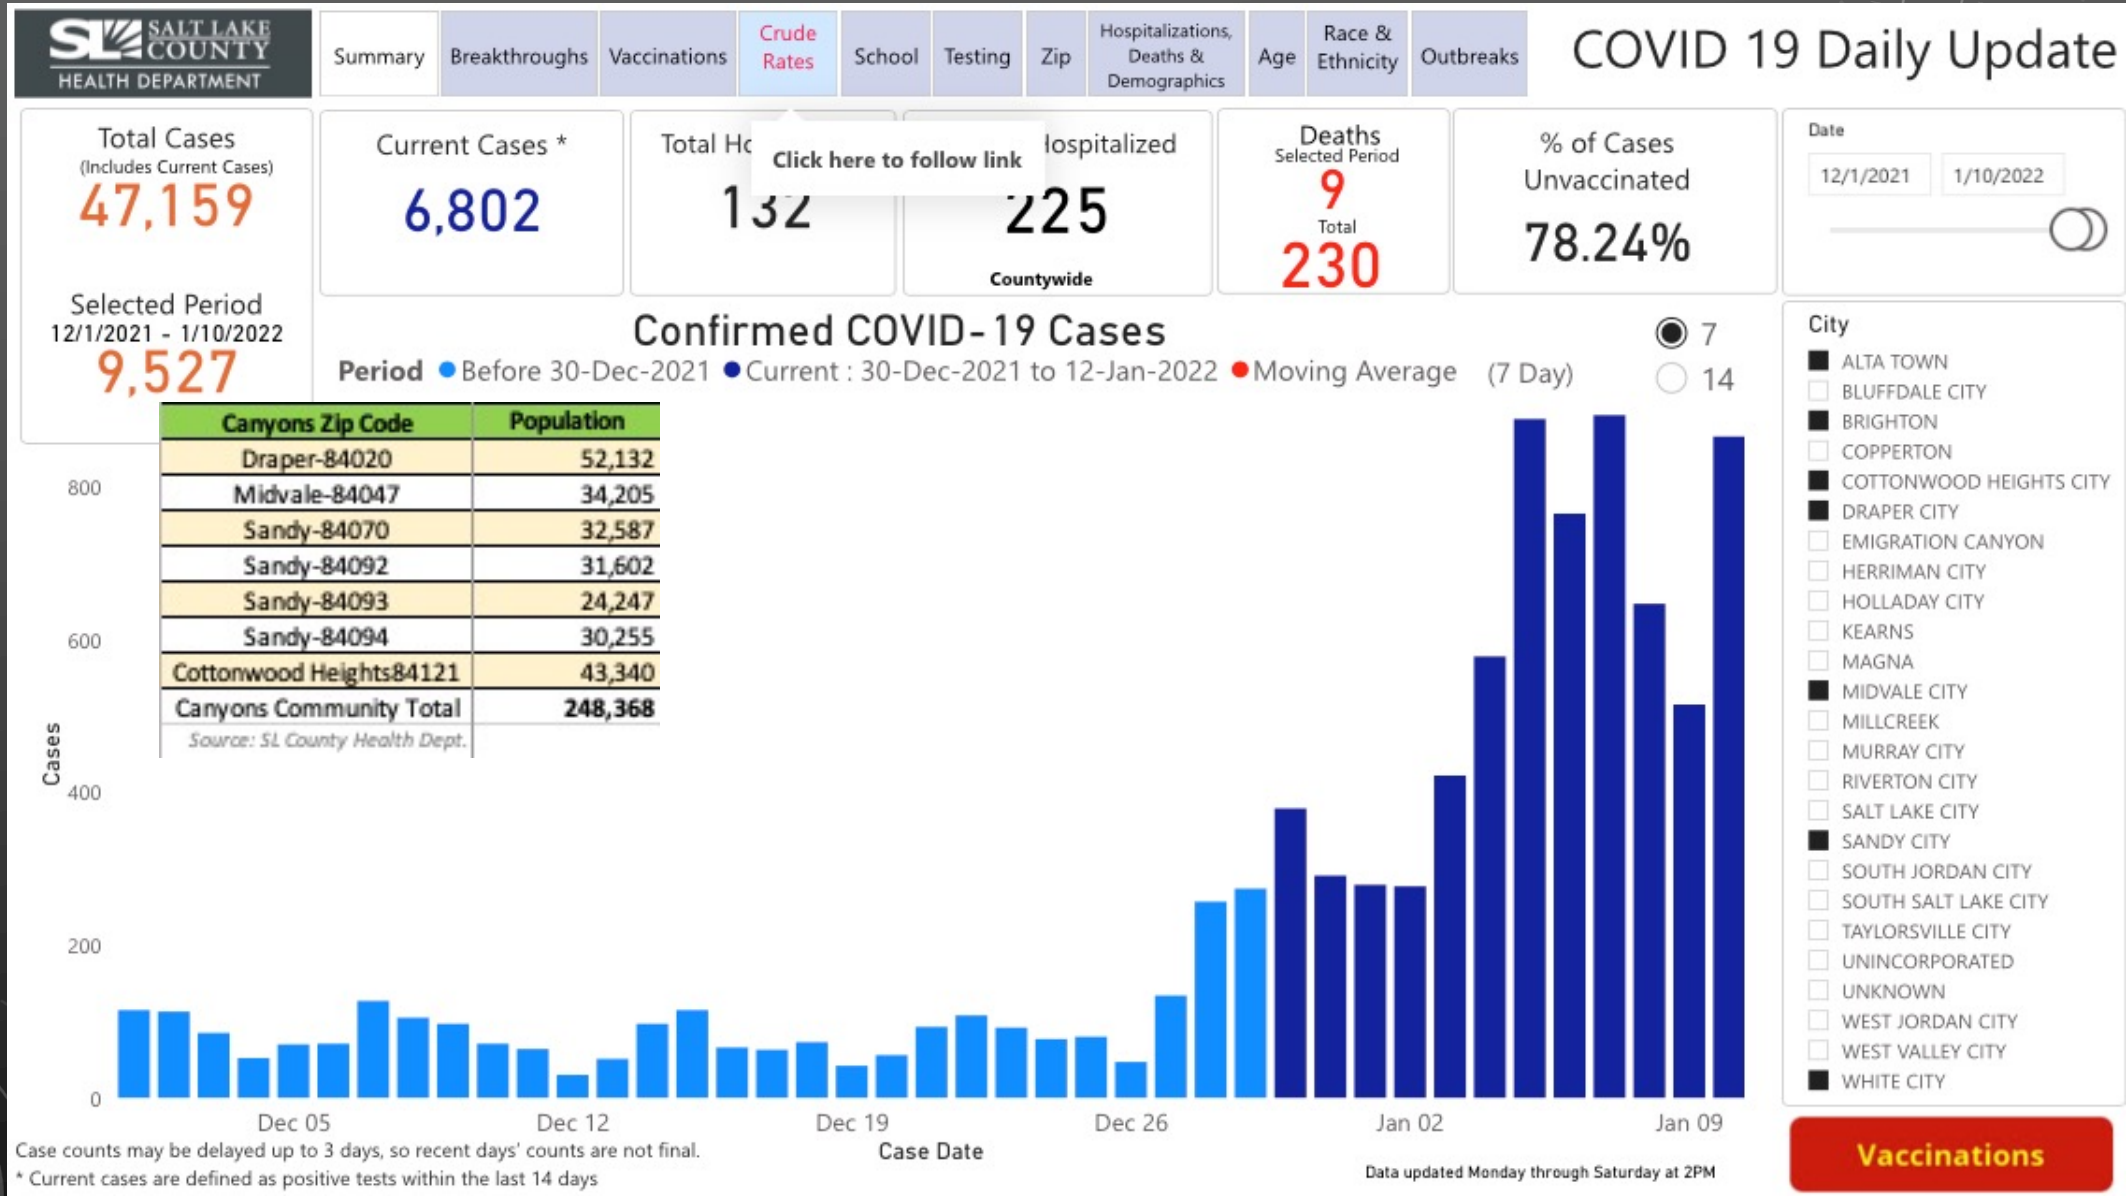 SL SALT LAKE
COUNTY
HEALTH DEPARTMENT
Summary
Breakthroughs
Vaccinations
Crude
Rates
School
Testing
Zip
Hospitalizations,
Deaths &
Demographics
Age
Race &
Ethnicity
Outbreaks
COVID 19 Daily Update
Total Cases
(Includes Current Cases)
47,159
Selected Period
12/1/2021 - 1/10/2022
9,527
Current Cases *
6,802
Total
132
Click here to follow link
Hospitalized
225
Countywide
Deaths
Selected Period
9
Total
230
% of Cases
Unvaccinated
78.24%
Date
12/1/2021 1/10/2022
Confirmed COVID-19 Cases
Period Before 30-Dec-2021 Current : 30-Dec-2021 to 12-Jan-2022 Moving Average (7 Day)
7
14
Canyons Zip Code Population
Draper-84020 52,132
Midvale-84047 34,205
Sandy-84070 32,587
Sandy-84092 31,602
Sandy-84093 24,247
Sandy-84094 30,255
Cottonwood Heights84121 43,340
Canyons Community Total 248,368
Source: SL County Health Dept.
Cases
800
600
400
200
0
Dec 05 Dec 12 Dec 19 Dec 26 Jan 02 Jan 09
Case Date
Case counts may be delayed up to 3 days, so recent days' counts are not final.
* Current cases are defined as positive tests within the last 14 days
Data updated Monday through Saturday at 2PM
City
ALTA TOWN
BLUFFDALE CITY
BRIGHTON
COPPERTON
COTTONWOOD HEIGHTS CITY
DRAPER CITY
EMIGRATION CANYON
HERRIMAN CITY
HOLLADAY CITY
KEARNS
MAGNA
MIDVALE CITY
MILLCREEK
MURRAY CITY
RIVERTON CITY
SALT LAKE CITY
SANDY CITY
SOUTH JORDAN CITY
SOUTH SALT LAKE CITY
TAYLORSVILLE CITY
UNINCORPORATED
UNKNOWN
WEST JORDAN CITY
WEST VALLEY CITY
WHITE CITY
Vaccinations